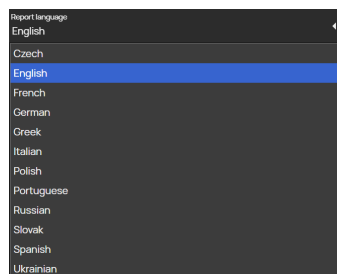 Report language
English
Czech
English
French
German
Greek
Italian
Polish
Portuguese
Russian
Slovak
Spanish
Ukrainian